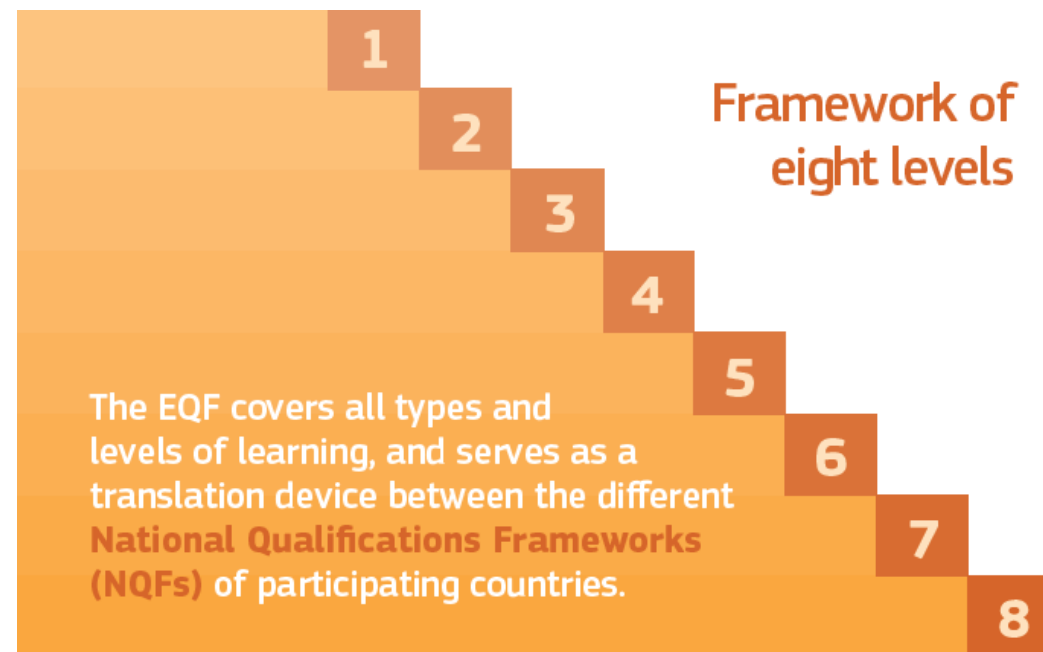 1
Framework of
eight levels
2
3
4
5
The EQF covers all types and
levels of learning, and serves as a
translation device between the different
National Qualifications Frameworks
(NQFs) of participating countries.
6
7
8